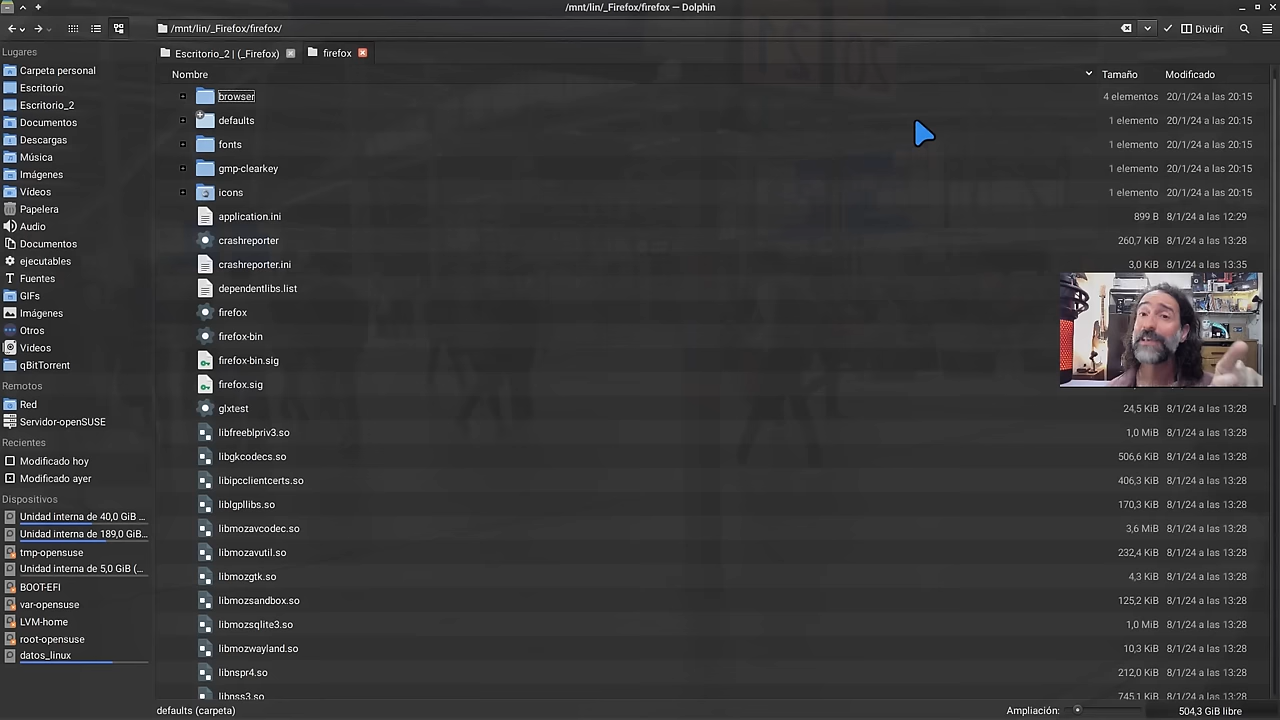 /mnt/lin/_Firefox/firefox — Dolphin
/mnt/lin/_Firefox/firefox/
Dividir
Lugares
Carpeta personal
Escritorio
Escritorio_2
Documentos
Descargas
Música
Imágenes
Vídeos
Papelera
Audio
Documentos
ejecutables
Fuentes
GIFs
Imágenes
Otros
Videos
qBitTorrent
Remotos
Red
Servidor-openSUSE
Recientes
Modificado hoy
Modificado ayer
Dispositivos
Unidad interna de 40,0 GiB ...
Unidad interna de 189,0 GiB...
tmp-opensuse
Unidad interna de 5,0 GiB (...
BOOT-EFI
var-opensuse
LVM-home
root-opensuse
datos_linux
Escritorio_2 | (_Firefox)
firefox
Nombre Tamaño Modificado
browser 4 elementos 20/1/24 a las 20:15
defaults 1 elemento 20/1/24 a las 20:15
fonts 1 elemento 20/1/24 a las 20:15
gmp-clearkey 1 elemento 20/1/24 a las 20:15
icons 1 elemento 20/1/24 a las 20:15
application.ini 899 B 8/1/24 a las 12:29
crashreporter 260,7 KiB 8/1/24 a las 13:28
crashreporter.ini 3,0 KiB 8/1/24 a las 13:35
dependentlibs.list
firefox
firefox-bin
firefox-bin.sig
firefox.sig
glxtest 24,5 KiB 8/1/24 a las 13:28
libfreeblpriv3.so 1,0 MiB 8/1/24 a las 13:28
libgkcodecs.so 506,6 KiB 8/1/24 a las 13:28
libipcclientcerts.so 406,3 KiB 8/1/24 a las 13:28
liblgpllibs.so 170,3 KiB 8/1/24 a las 13:28
libmozavcodec.so 3,6 MiB 8/1/24 a las 13:28
libmozavutil.so 232,4 KiB 8/1/24 a las 13:28
libmozgtk.so 4,3 KiB 8/1/24 a las 13:28
libmozsandbox.so 125,2 KiB 8/1/24 a las 13:28
libmozsqlite3.so 1,0 MiB 8/1/24 a las 13:28
libmozwayland.so 10,3 KiB 8/1/24 a las 13:28
libnspr4.so 212,0 KiB 8/1/24 a las 13:28
libnss3.so 745,1 KiB 8/1/24 a las 13:28
defaults (carpeta)
Ampliación:
504,3 GiB libre